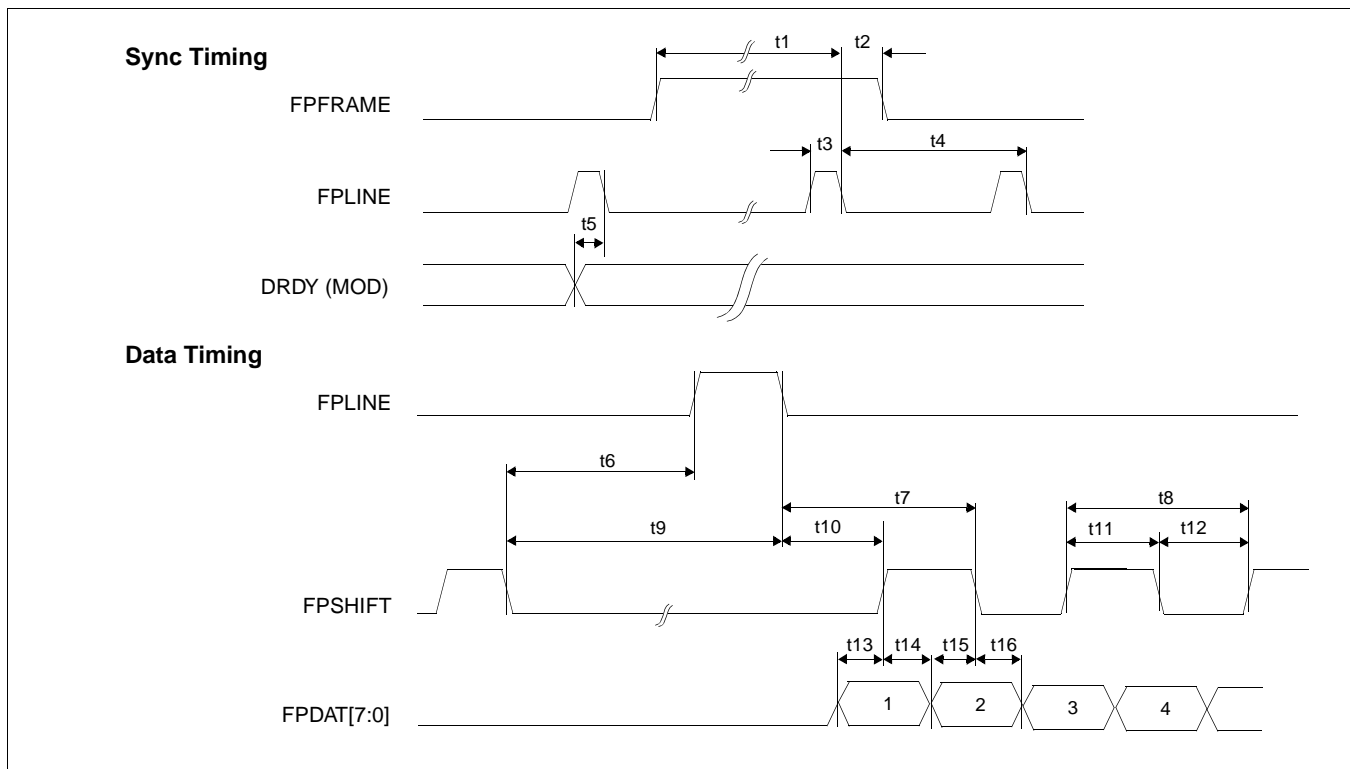 Sync Timing
t1 t2
FPFRAME
t3 t4
FPLINE
t5
DRDY (MOD)
Data Timing
FPLINE
t6
t7 t8
t9 t10 t11 t12
FPSHIFT
t13 t14 t15 t16
FPDAT[7:0] 1 2 3 4